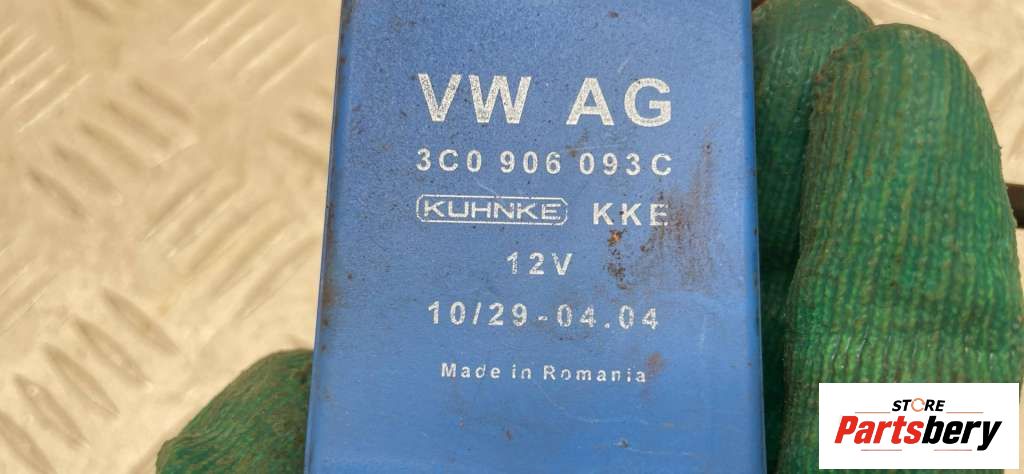 VW AG
3C0 906 093C
KUHNKE KKE
12V
10/29-04.04
Made in Romania
STORE
Partsbery